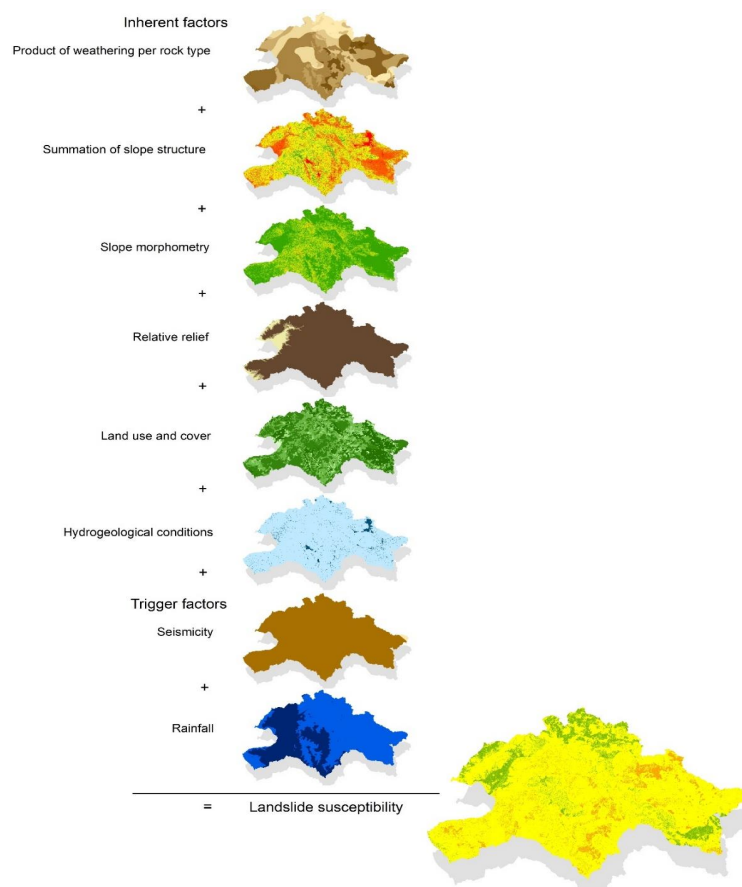 Inherent factors
Product of weathering per rock type
+
Summation of slope structure
+
Slope morphometry
+
Relative relief
+
Land use and cover
+
Hydrogeological conditions
+
Trigger factors
Seismicity
+
Rainfall
= Landslide susceptibility